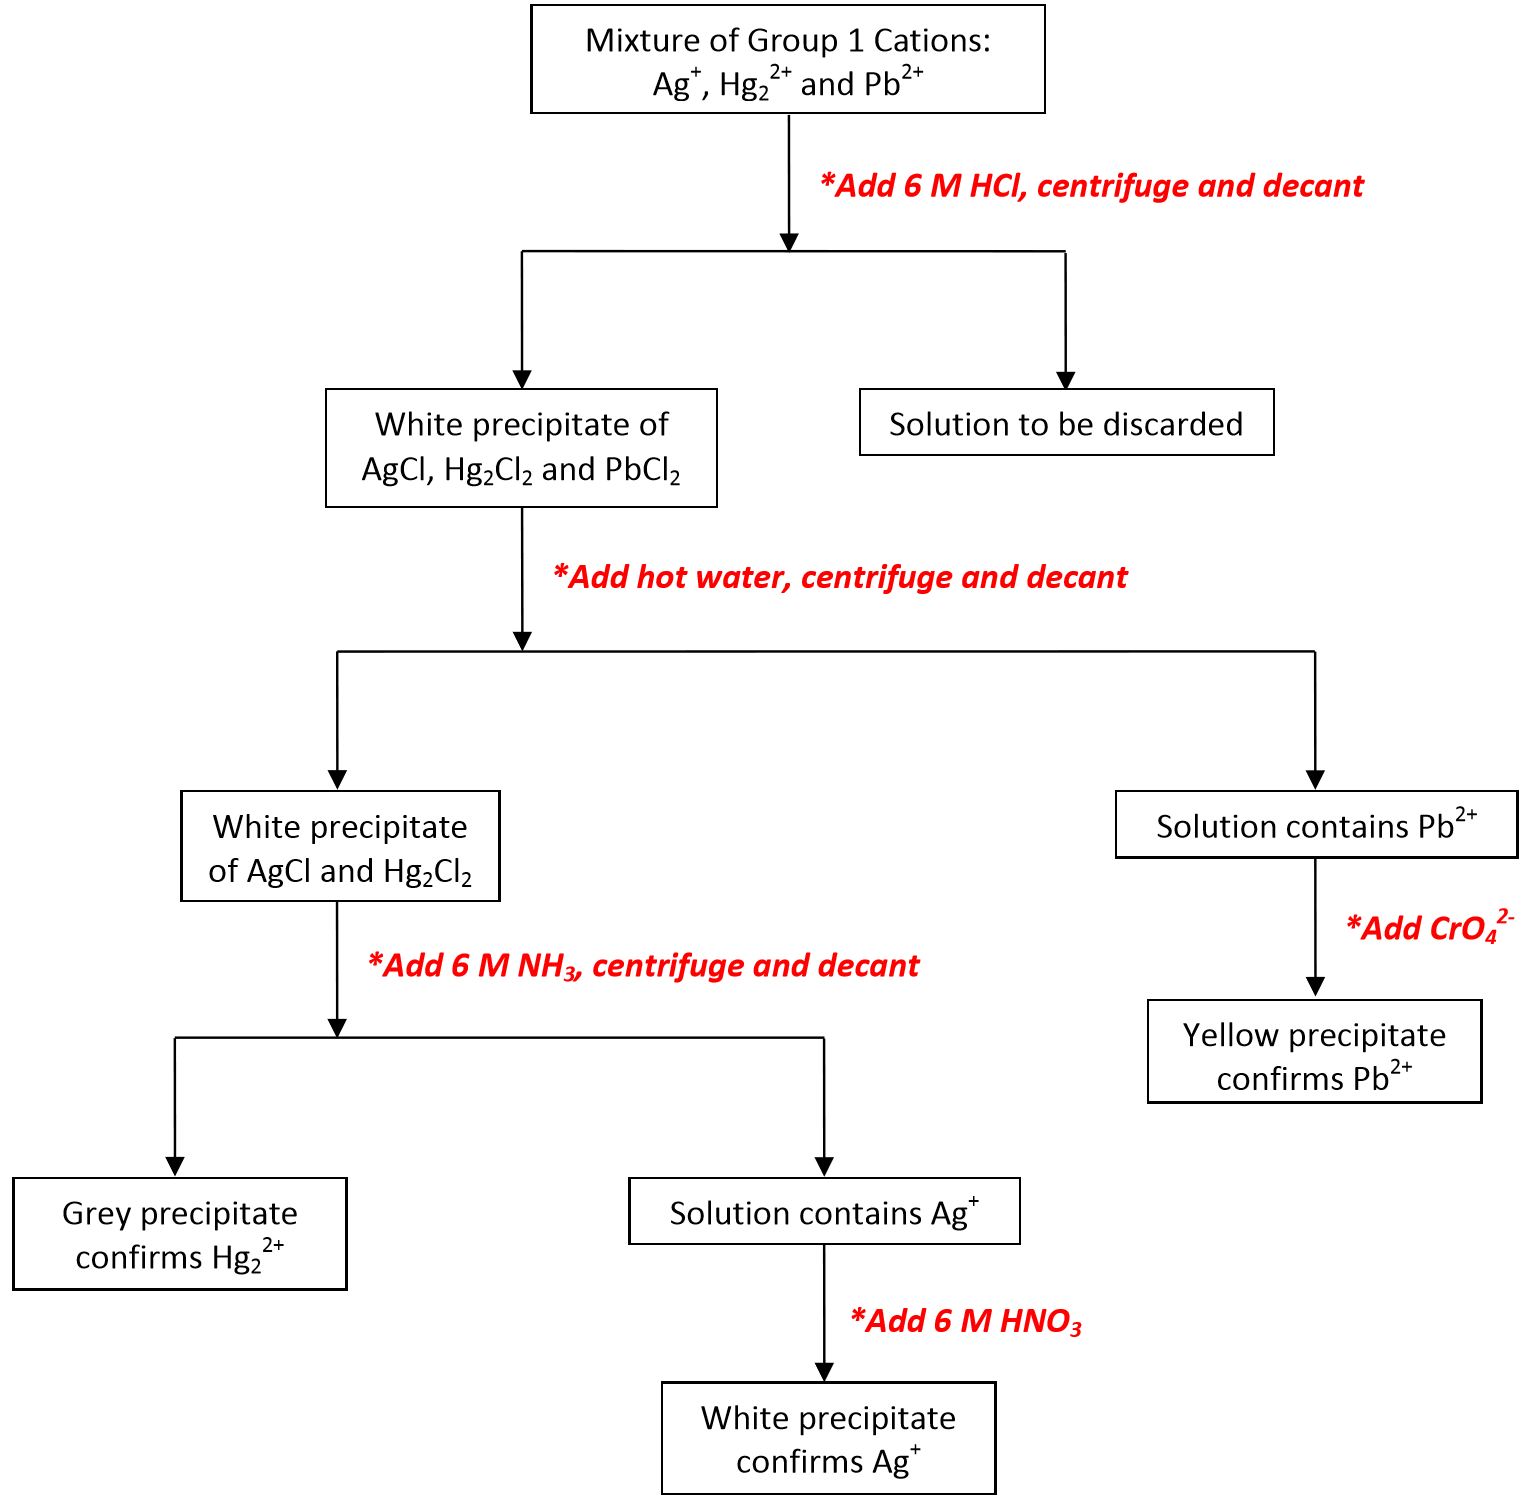 Mixture of Group 1 Cations:
Ag⁺, Hg₂²⁺ and Pb²⁺
*Add 6 M HCl, centrifuge and decant
White precipitate of
AgCl, Hg₂Cl₂ and PbCl₂
Solution to be discarded
*Add hot water, centrifuge and decant
White precipitate
of AgCl and Hg₂Cl₂
Solution contains Pb²⁺
*Add CrO₄²⁻
*Add 6 M NH₃, centrifuge and decant
Yellow precipitate
confirms Pb²⁺
Grey precipitate
confirms Hg₂²⁺
Solution contains Ag⁺
*Add 6 M HNO₃
White precipitate
confirms Ag⁺